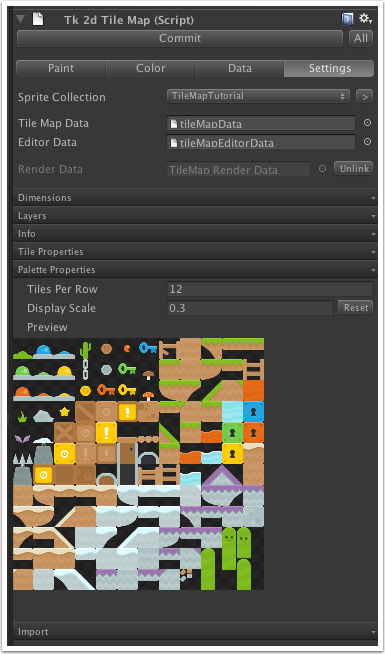 Tk 2d Tile Map (Script)
Commit All
Paint Color Data Settings
Sprite Collection TileMapTutorial >
Tile Map Data tileMapData
Editor Data tileMapEditorData
Render Data TileMap Render Data Unlink
Dimensions
Layers
Info
Tile Properties
Palette Properties
Tiles Per Row 12
Display Scale 0.3 Reset
Preview
Import